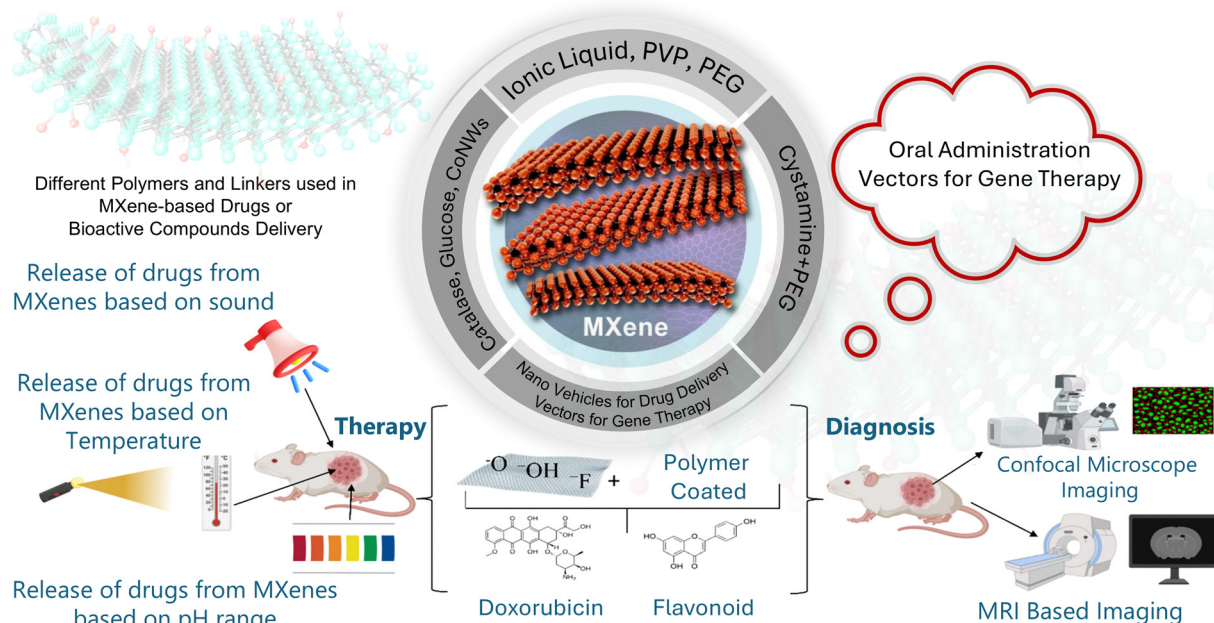 Different Polymers and Linkers used in
MXene-based Drugs or
Bioactive Compounds Delivery
Ionic Liquid, PVP, PEG
Catalase, Glucose, CoNWs
Cystamine+PEG
MXene
Nano Vehicles for Drug Delivery
Vectors for Gene Therapy
Oral Administration
Vectors for Gene Therapy
Release of drugs from
MXenes based on sound
Release of drugs from
MXenes based on
Temperature
°F
°C
Release of drugs from MXenes
based on pH range
Therapy
-O
-OH
-F
+
Polymer
Coated
Doxorubicin
Flavonoid
Diagnosis
Confocal Microscope
Imaging
MRI Based Imaging